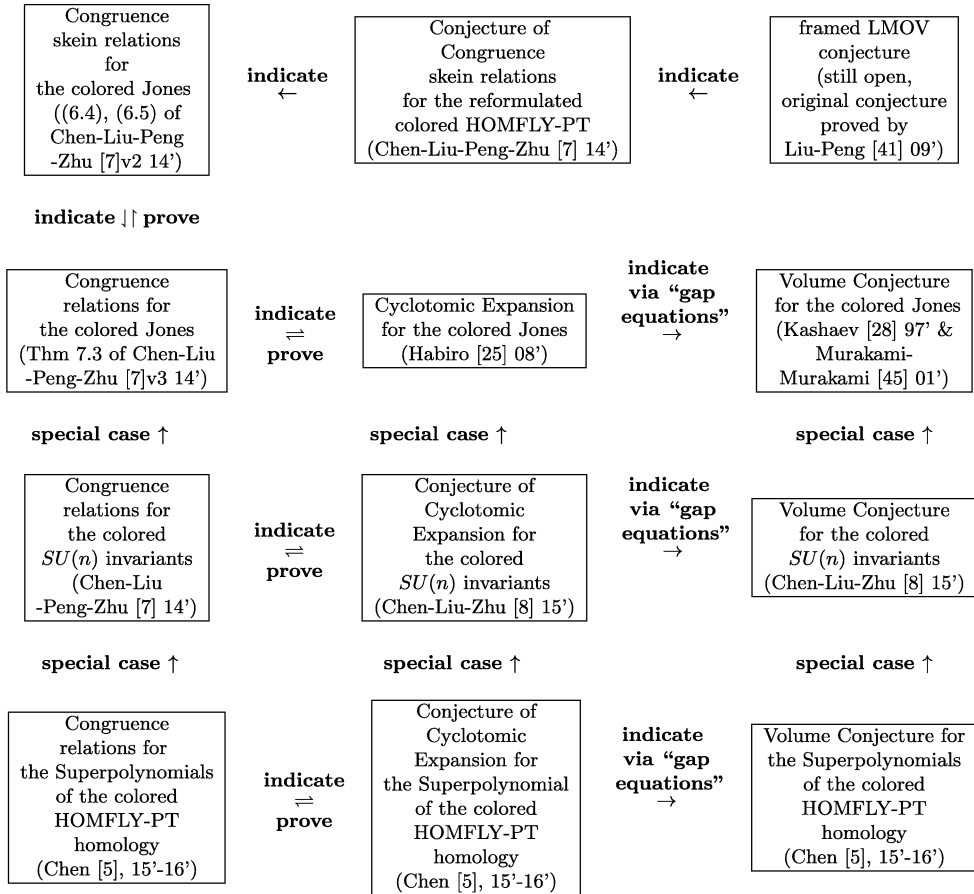 Congruence
skein relations
for
the colored Jones
((6.4), (6.5) of
Chen-Liu-Peng
-Zhu [7]v2 14')
indicate
←
Conjecture of
Congruence
skein relations
for the reformulated
colored HOMFLY-PT
(Chen-Liu-Peng-Zhu [7] 14')
indicate
←
framed LMOV
conjecture
(still open,
original conjecture
proved by
Liu-Peng [41] 09')
indicate ⇃↾ prove
Congruence
relations for
the colored Jones
(Thm 7.3 of Chen-Liu
-Peng-Zhu [7]v3 14')
indicate
⇌
prove
Cyclotomic Expansion
for the colored Jones
(Habiro [25] 08')
indicate
via “gap
equations”
→
Volume Conjecture
for the colored Jones
(Kashaev [28] 97' &
Murakami-
Murakami [45] 01')
special case ↑
special case ↑
special case ↑
Congruence
relations for
the colored
SU(n) invariants
(Chen-Liu
-Peng-Zhu [7] 14')
indicate
⇌
prove
Conjecture of
Cyclotomic
Expansion for
the colored
SU(n) invariants
(Chen-Liu-Zhu [8] 15')
indicate
via “gap
equations”
→
Volume Conjecture
for the colored
SU(n) invariants
(Chen-Liu-Zhu [8] 15')
special case ↑
special case ↑
special case ↑
Congruence
relations for
the Superpolynomials
of the colored
HOMFLY-PT
homology
(Chen [5], 15'-16')
indicate
⇌
prove
Conjecture of
Cyclotomic
Expansion for
the Superpolynomial
of the colored
HOMFLY-PT
homology
(Chen [5], 15'-16')
indicate
via “gap
equations”
→
Volume Conjecture for
the Superpolynomials
of the colored
HOMFLY-PT
homology
(Chen [5], 15'-16')